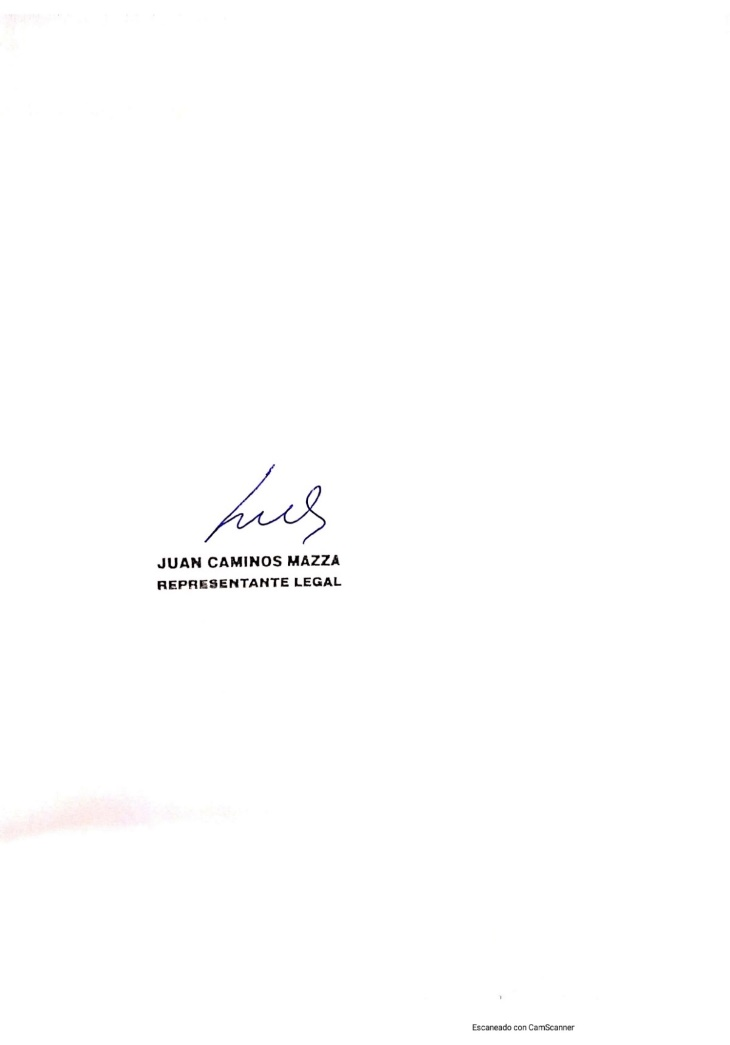 JUAN CAMINOS MAZZA
REPRESENTANTE LEGAL
Escaneado con CamScanner